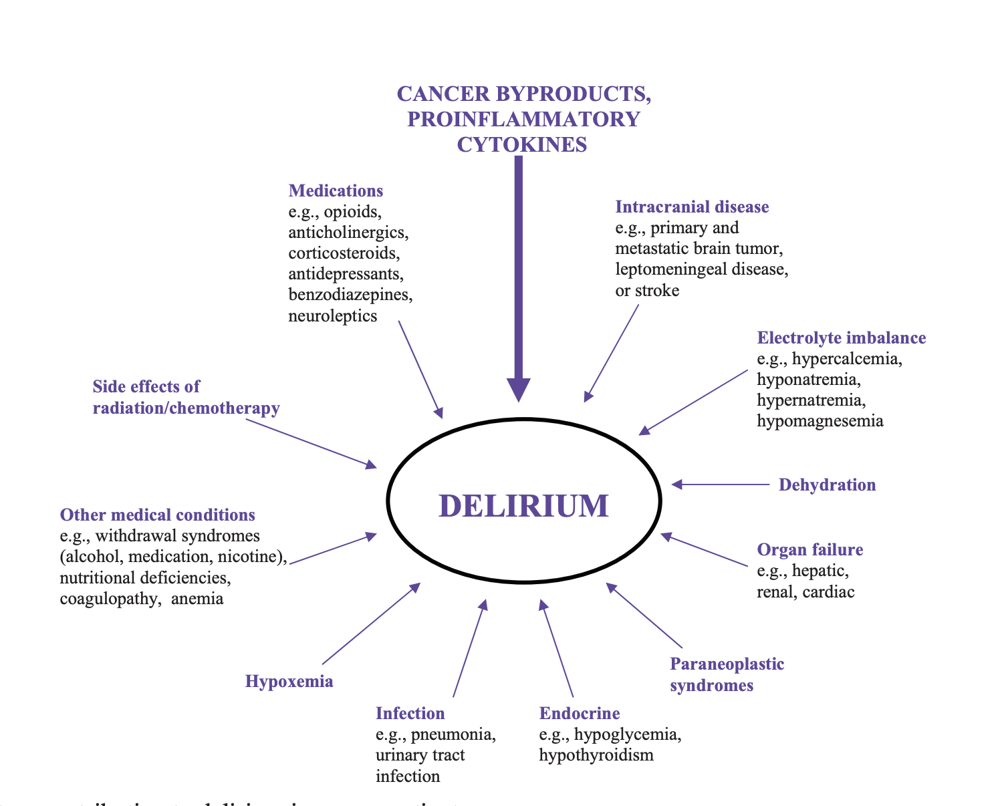 CANCER BYPRODUCTS,
PROINFLAMMATORY
CYTOKINES
Medications
e.g., opioids,
anticholinergics,
corticosteroids,
antidepressants,
benzodiazepines,
neuroleptics
Intracranial disease
e.g., primary and
metastatic brain tumor,
leptomeningeal disease,
or stroke
Electrolyte imbalance
e.g., hypercalcemia,
hyponatremia,
hypernatremia,
hypomagnesemia
Side effects of
radiation/chemotherapy
DELIRIUM
Dehydration
Other medical conditions
e.g., withdrawal syndromes
(alcohol, medication, nicotine),
nutritional deficiencies,
coagulopathy,  anemia
Organ failure
e.g., hepatic,
renal, cardiac
Hypoxemia
Paraneoplastic
syndromes
Infection
e.g., pneumonia,
urinary tract
infection
Endocrine
e.g., hypoglycemia,
hypothyroidism